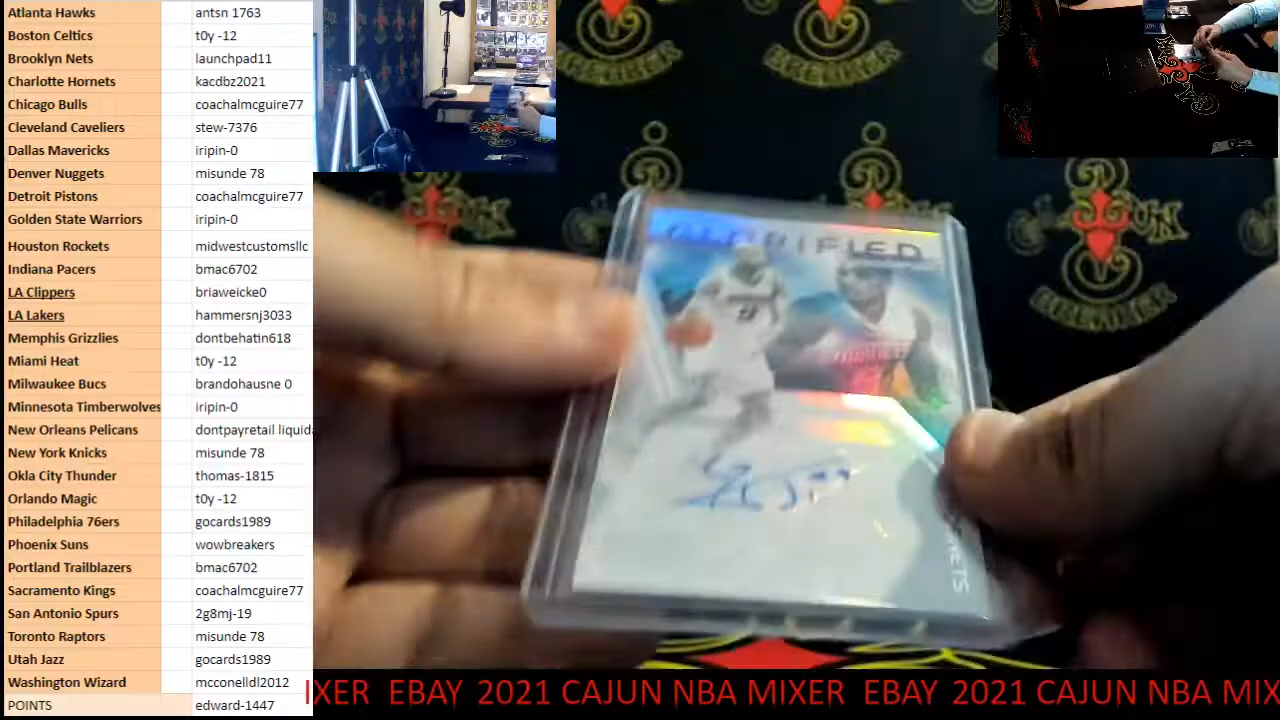 Atlanta Hawks antsn 1763
Boston Celtics t0y -12
Brooklyn Nets launchpad11
Charlotte Hornets kacdbz2021
Chicago Bulls coachalmcguire77
Cleveland Caveliers stew-7376
Dallas Mavericks iripin-0
Denver Nuggets misunde 78
Detroit Pistons coachalmcguire77
Golden State Warriors iripin-0
Houston Rockets midwestcustomsllc
Indiana Pacers bmac6702
LA Clippers briaweicke0
LA Lakers hammersnj3033
Memphis Grizzlies dontbehatin618
Miami Heat t0y -12
Milwaukee Bucs brandohausne 0
Minnesota Timberwolves iripin-0
New Orleans Pelicans dontpayretail liquid
New York Knicks misunde 78
Okla City Thunder thomas-1815
Orlando Magic t0y -12
Philadelphia 76ers gocards1989
Phoenix Suns wowbreakers
Portland Trailblazers bmac6702
Sacramento Kings coachalmcguire77
San Antonio Spurs 2g8mj-19
Toronto Raptors misunde 78
Utah Jazz gocards1989
Washington Wizard mcconelldl2012
POINTS edward-1447
GLORIFIED
IXER EBAY 2021 CAJUN NBA MIXER EBAY 2021 CAJUN NBA MIX